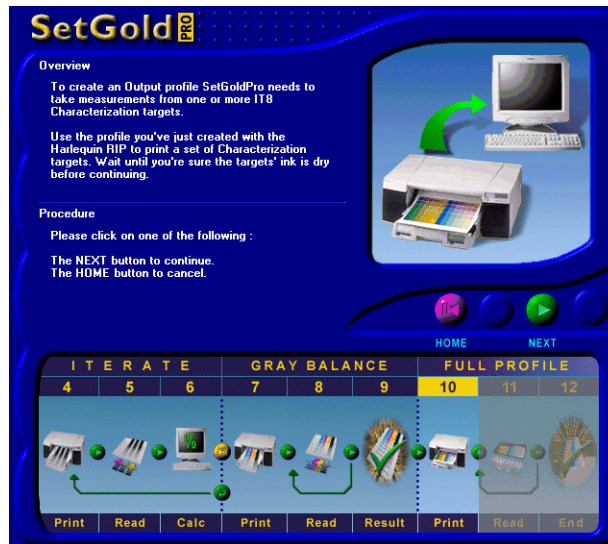 SetGold PRO
Overview
To create an Output profile SetGoldPro needs to
take measurements from one or more IT8
Characterization targets.
Use the profile you've just created with the
Harlequin RIP to print a set of Characterization
targets. Wait until you're sure the targets' ink is dry
before continuing.
Procedure
Please click on one of the following :
The NEXT button to continue.
The HOME button to cancel.
HOME NEXT
ITERATE GRAY BALANCE FULL PROFILE
4 5 6 7 8 9 10 11 12
%
Print Read Calc Print Read Result Print Read End